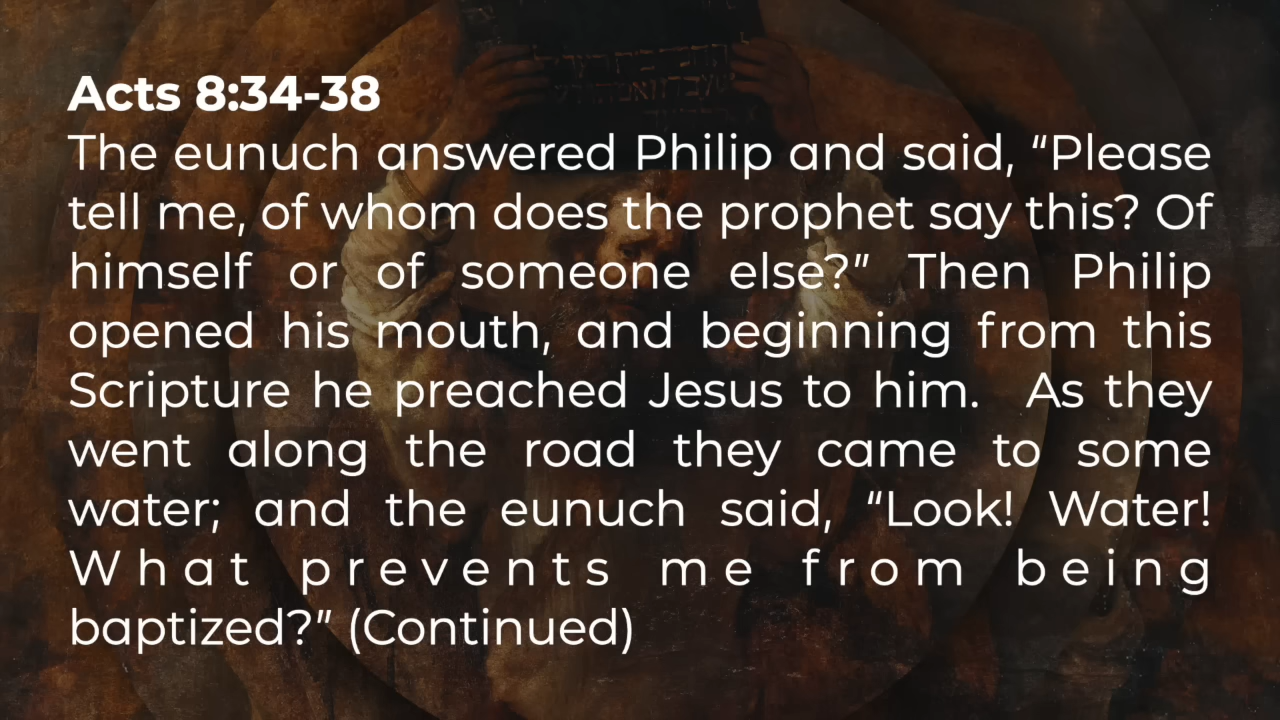 Acts 8:34-38
The eunuch answered Philip and said, “Please
tell me, of whom does the prophet say this? Of
himself or of someone else?” Then Philip
opened his mouth, and beginning from this
Scripture he preached Jesus to him. As they
went along the road they came to some
water; and the eunuch said, “Look! Water!
What prevents me from being
baptized?” (Continued)